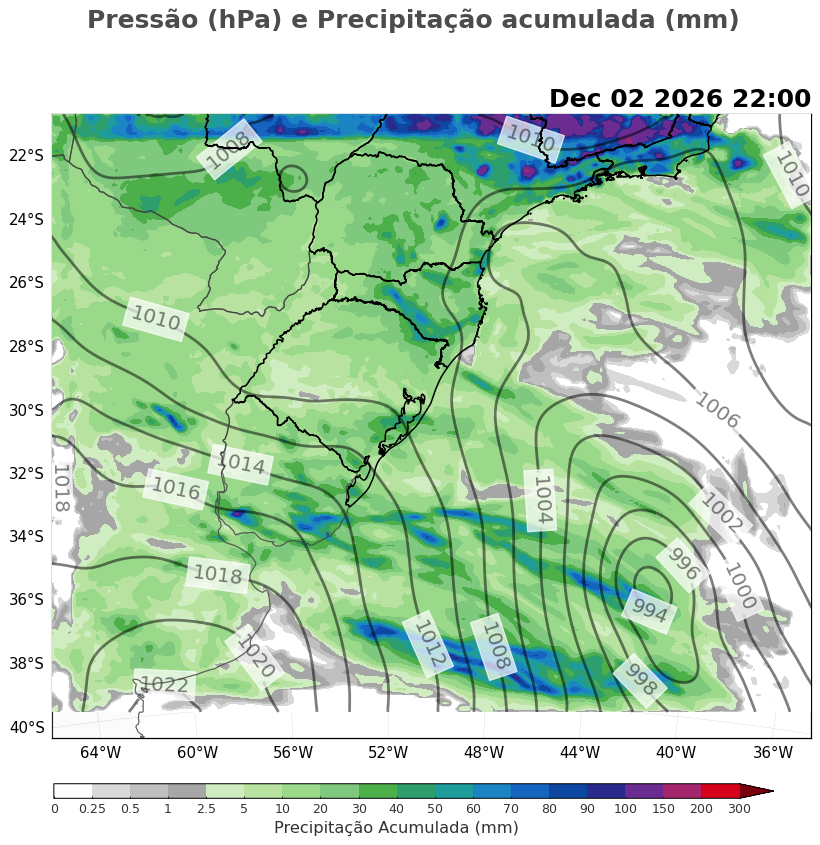 Pressão (hPa) e Precipitação acumulada (mm)
Dec 02 2026 22:00
1008
1010
1010
22°S
24°S
26°S
28°S
30°S
32°S
34°S
36°S
38°S
40°S
1010
1006
1014
1016
1018
1004
1002
996
1000
994
1018
1012
1008
1020
1022
998
64°W
60°W
56°W
52°W
48°W
44°W
40°W
36°W
0 0.25 0.5 1 2.5 5 10 20 30 40 50 60 70 80 90 100 150 200 300
Precipitação Acumulada (mm)